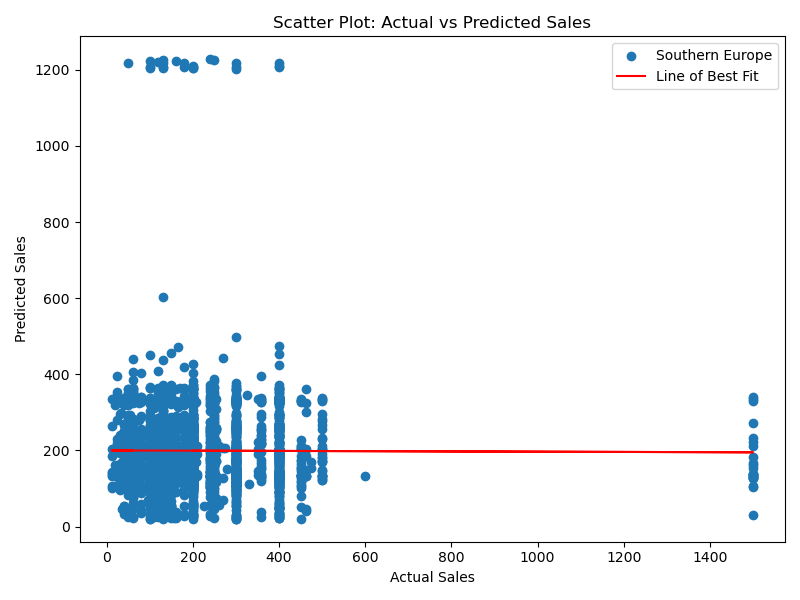 Scatter Plot: Actual vs Predicted Sales
Southern Europe
Line of Best Fit
1200
1000
800
600
400
200
0
Predicted Sales
0 200 400 600 800 1000 1200 1400
Actual Sales